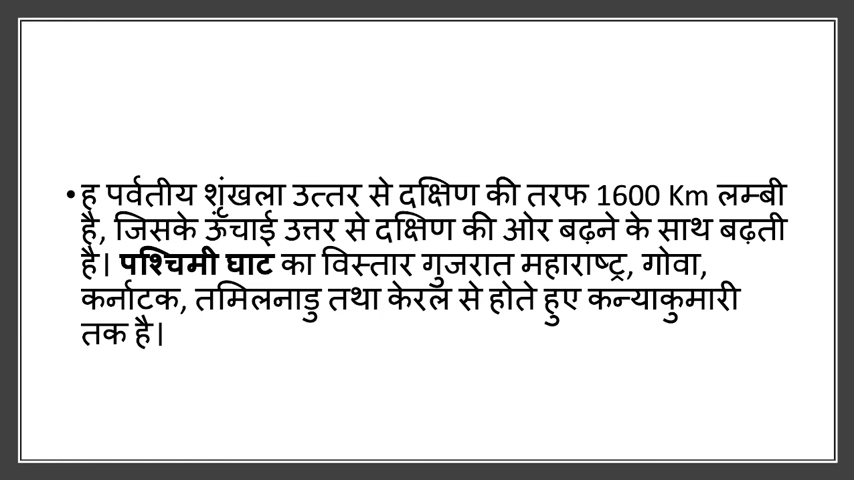 • ह पर्वतीय शृंखला उत्तर से दक्षिण की तरफ 1600 Km लम्बी
है, जिसके ऊँचाई उत्तर से दक्षिण की ओर बढ़ने के साथ बढ़ती
है। पश्चिमी घाट का विस्तार गुजरात महाराष्ट्र, गोवा,
कर्नाटक, तमिलनाडु तथा केरल से होते हुए कन्याकुमारी
तक है।